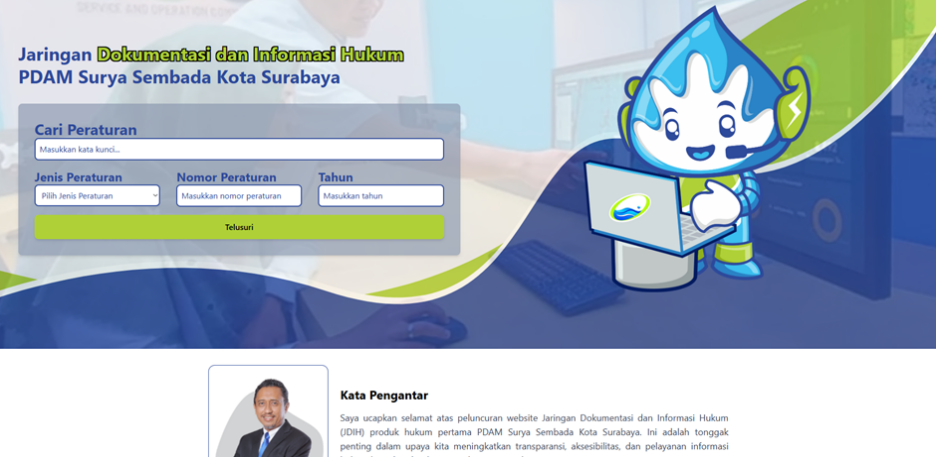 SERVICE AND OPERATION
Jaringan Dokumentasi dan Informasi Hukum
PDAM Surya Sembada Kota Surabaya
Cari Peraturan
Masukkan kata kunci...
Jenis Peraturan Nomor Peraturan Tahun
Pilih Jenis Peraturan Masukkan nomor peraturan Masukkan tahun
Telusuri
Kata Pengantar
Saya ucapkan selamat atas peluncuran website Jaringan Dokumentasi dan Informasi Hukum
(JDIH) produk hukum pertama PDAM Surya Sembada Kota Surabaya. Ini adalah tonggak
penting dalam upaya kita meningkatkan transparansi, aksesibilitas, dan pelayanan informasi